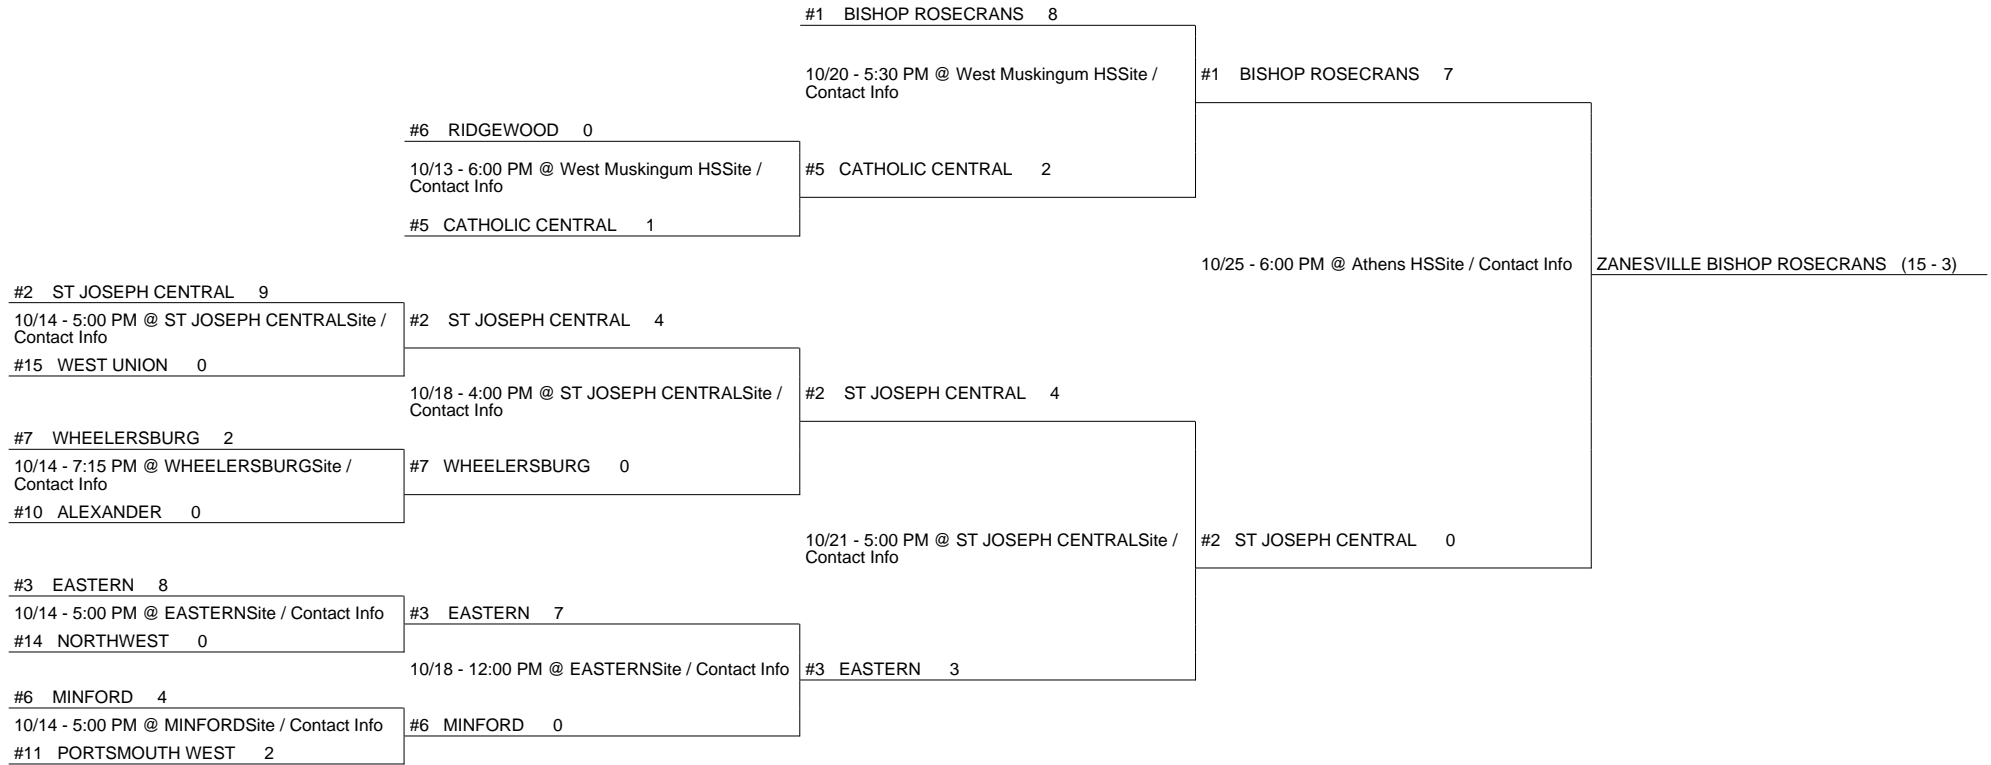 #1 BISHOP ROSECRANS 8
10/20 - 5:30 PM @ West Muskingum HSSite /
Contact Info
#1 BISHOP ROSECRANS 7
#6 RIDGEWOOD 0
10/13 - 6:00 PM @ West Muskingum HSSite /
Contact Info
#5 CATHOLIC CENTRAL 2
#5 CATHOLIC CENTRAL 1
10/25 - 6:00 PM @ Athens HSSite / Contact Info
ZANESVILLE BISHOP ROSECRANS (15 - 3)
#2 ST JOSEPH CENTRAL 9
10/14 - 5:00 PM @ ST JOSEPH CENTRALSite /
Contact Info
#2 ST JOSEPH CENTRAL 4
#15 WEST UNION 0
10/18 - 4:00 PM @ ST JOSEPH CENTRALSite /
Contact Info
#2 ST JOSEPH CENTRAL 4
#7 WHEELERSBURG 2
10/14 - 7:15 PM @ WHEELERSBURGSite /
Contact Info
#7 WHEELERSBURG 0
#10 ALEXANDER 0
10/21 - 5:00 PM @ ST JOSEPH CENTRALSite /
Contact Info
#2 ST JOSEPH CENTRAL 0
#3 EASTERN 8
10/14 - 5:00 PM @ EASTERNSite / Contact Info
#3 EASTERN 7
#14 NORTHWEST 0
10/18 - 12:00 PM @ EASTERNSite / Contact Info
#3 EASTERN 3
#6 MINFORD 4
10/14 - 5:00 PM @ MINFORDSite / Contact Info
#6 MINFORD 0
#11 PORTSMOUTH WEST 2